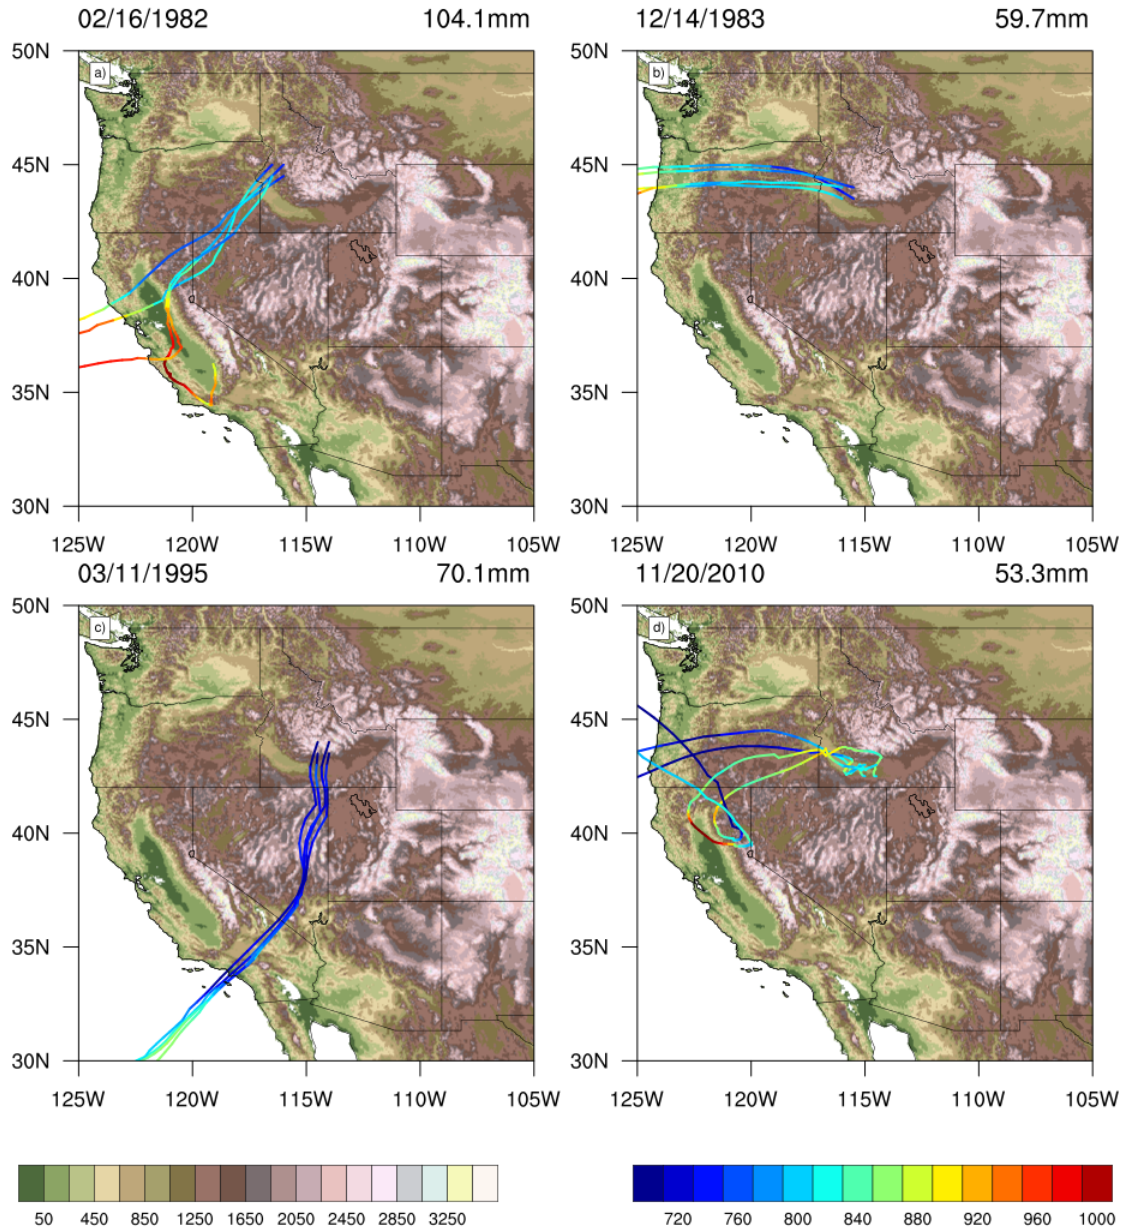 02/16/1982 104.1mm
12/14/1983 59.7mm
a)
b)
50N
45N
40N
35N
30N
125W 120W 115W 110W 105W
50N
45N
40N
35N
30N
125W 120W 115W 110W 105W
03/11/1995 70.1mm
11/20/2010 53.3mm
c)
d)
50N
45N
40N
35N
30N
125W 120W 115W 110W 105W
50N
45N
40N
35N
30N
125W 120W 115W 110W 105W
50 450 850 1250 1650 2050 2450 2850 3250
720 760 800 840 880 920 960 1000